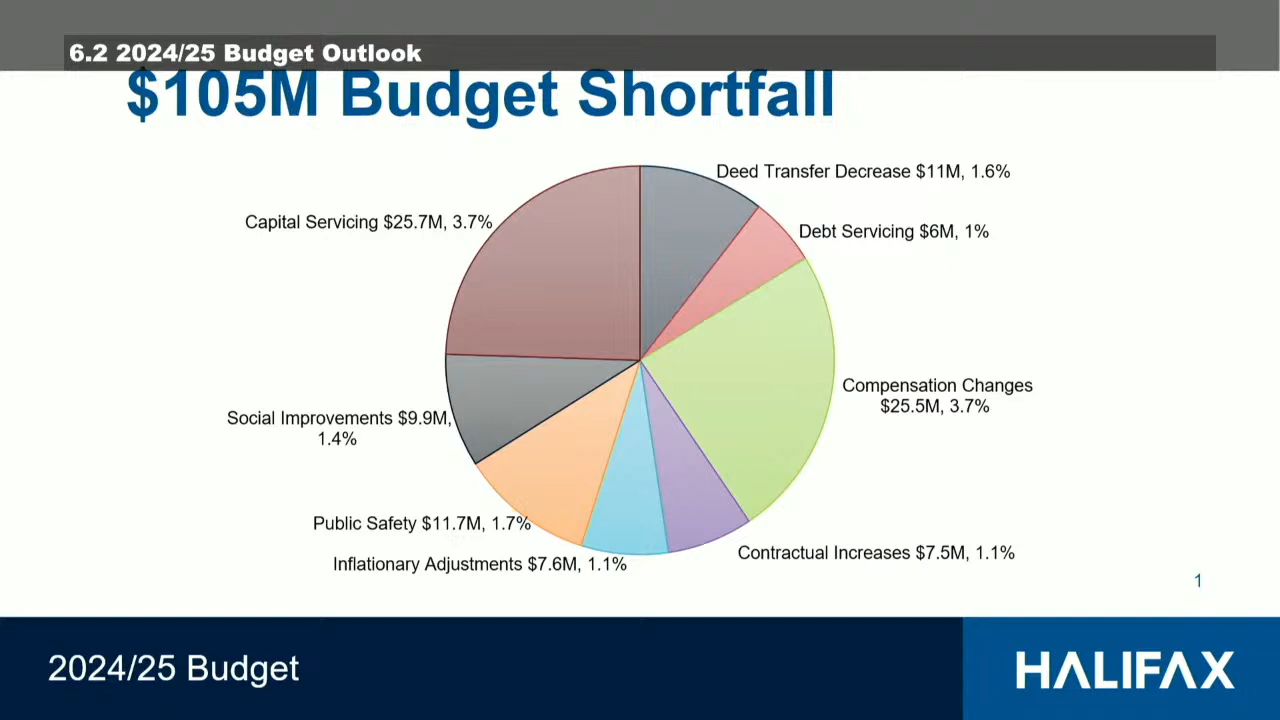 6.2 2024/25 Budget Outlook
$105M Budget Shortfall
Deed Transfer Decrease $11M, 1.6%
Capital Servicing $25.7M, 3.7%
Debt Servicing $6M, 1%
Compensation Changes
$25.5M, 3.7%
Social Improvements $9.9M,
1.4%
Public Safety $11.7M, 1.7%
Contractual Increases $7.5M, 1.1%
Inflationary Adjustments $7.6M, 1.1%
1
2024/25 Budget
HALIFAX